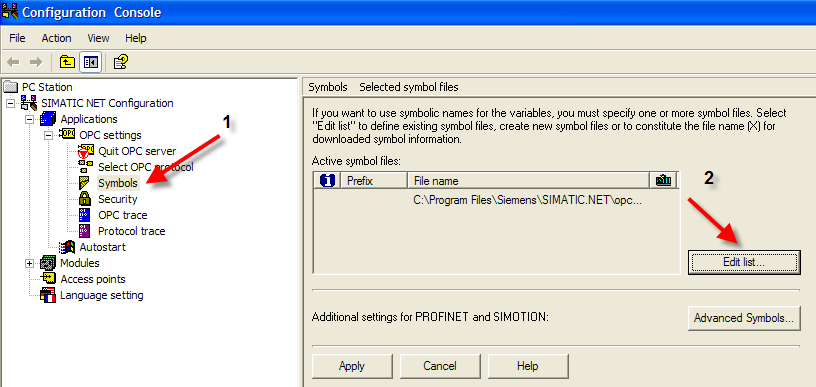 Configuration Console
File Action View Help
PC Station
SIMATIC NET Configuration
Applications
OPC settings
Quit OPC server
Select OPC protocol
Symbols
Security
OPC trace
Protocol trace
Autostart
Modules
Access points
Language setting
1
Symbols Selected symbol files
If you want to use symbolic names for the variables, you must specify one or more symbol files. Select
"Edit list" to define existing symbol files, create new symbol files or to constitute the file name (X) for
downloaded symbol information.
Active symbol files:
Prefix File name
C:\Program Files\Siemens\SIMATIC.NET\opc...
2
Edit list...
Additional settings for PROFINET and SIMOTION:
Advanced Symbols...
Apply Cancel Help